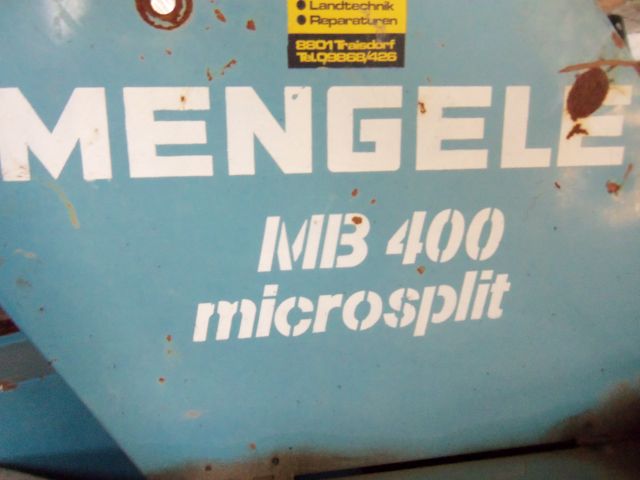 ● Landtechnik
● Reparaturen
8801 Traisdorf
Tel. 09868/426
MENGELE
MB 400
microsplit